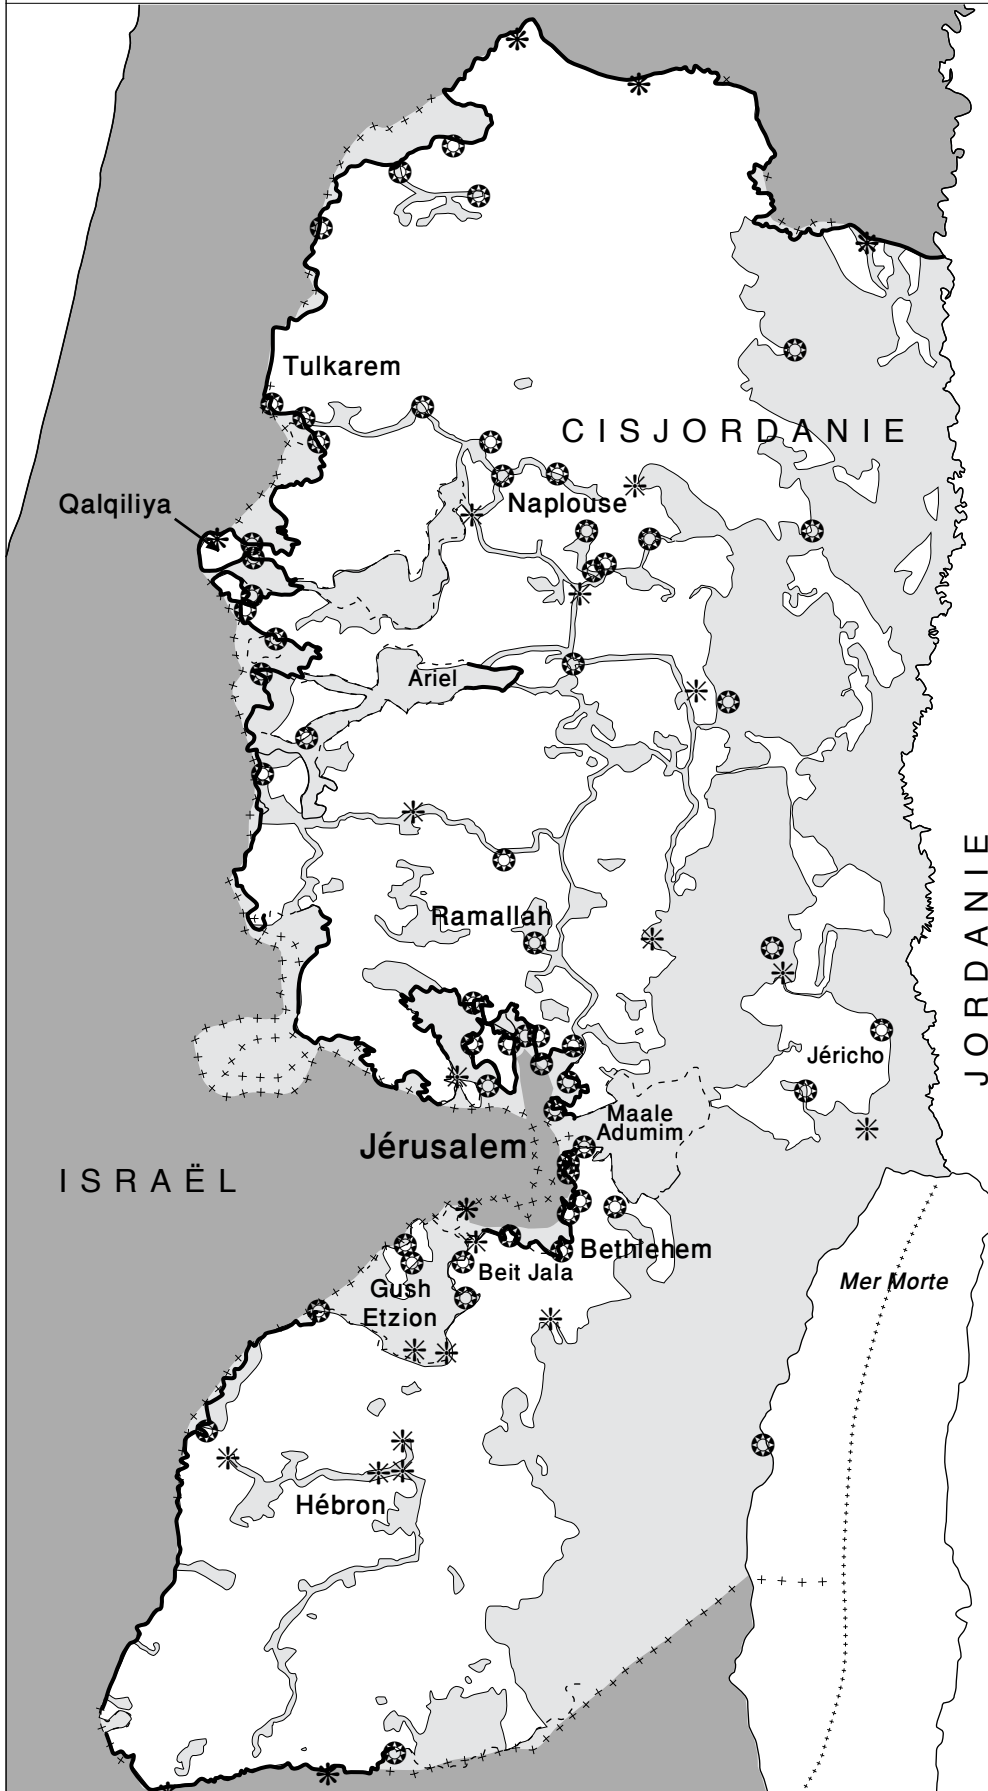 Tulkarem
CISJORDANIE
Qalqiliya
Naplouse
Ariel
Ramallah
JORDANIE
Jéricho
Maale
Adumim
Jérusalem
ISRAËL
Bethlehem
Beit Jala
Gush
Etzion
Mer Morte
Hébron